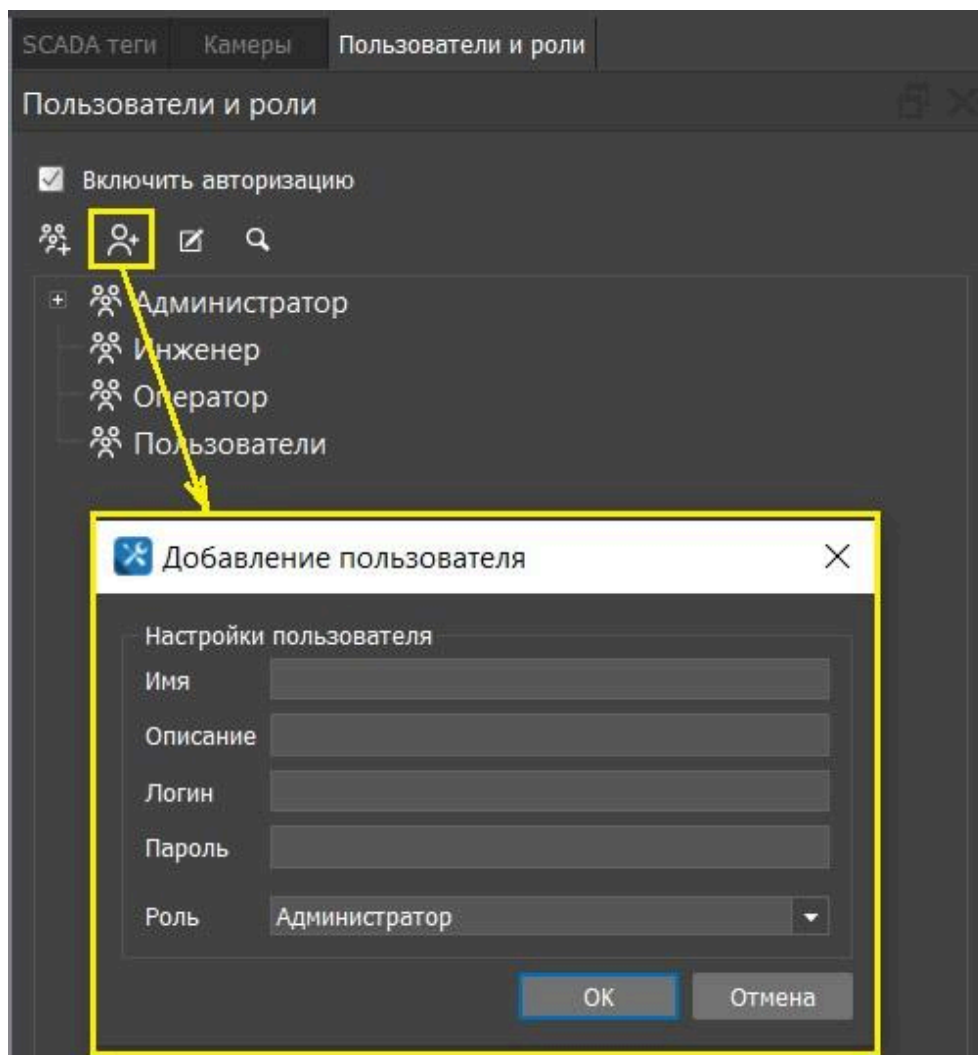 SCADA теги Камеры Пользователи и роли
Пользователи и роли
Включить авторизацию
Администратор
Инженер
Оператор
Пользователи
Добавление пользователя
Настройки пользователя
Имя
Описание
Логин
Пароль
Роль Администратор
ОК Отмена